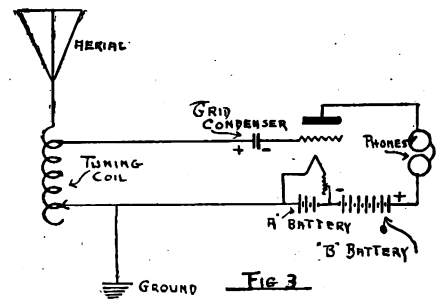 AERIAL
GRID
CONDENSER
+ -
PHONES
TUNING
COIL
- +
"A" BATTERY
"B" BATTERY
GROUND
FIG 3